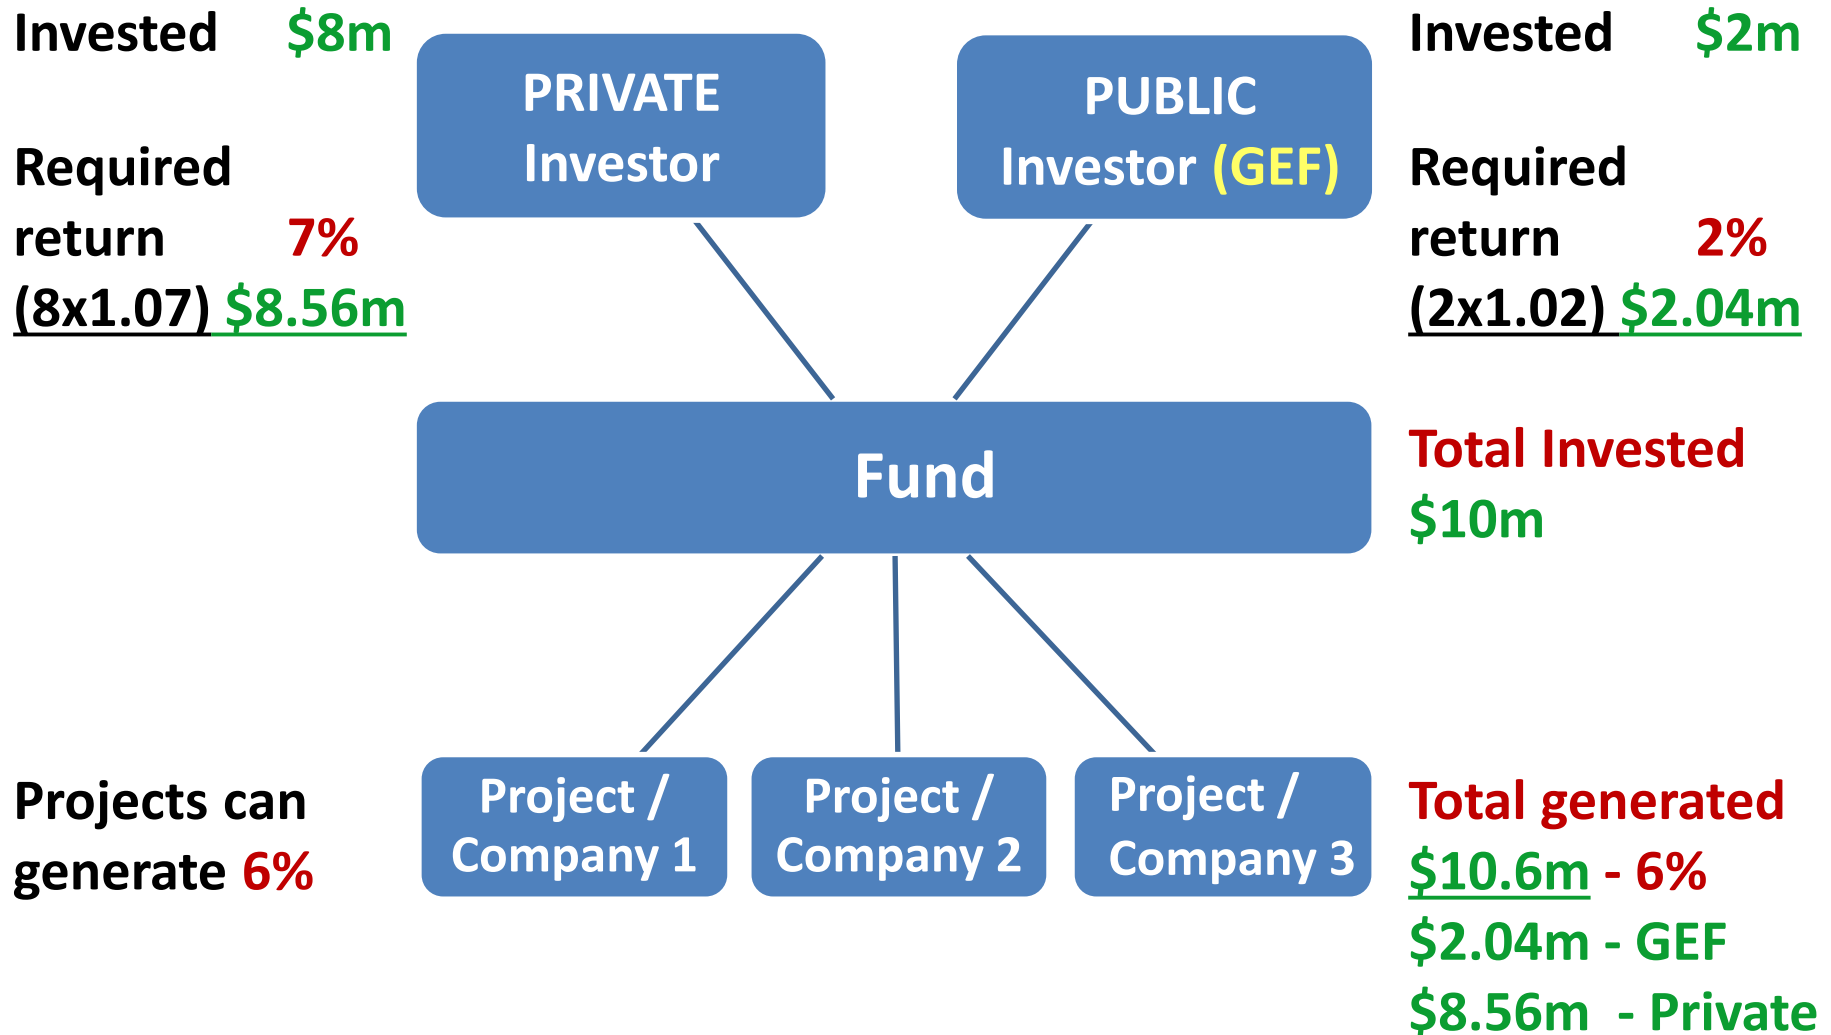 Invested $8m
Required
return 7%
(8x1.07) $8.56m
PRIVATE
Investor
PUBLIC
Investor (GEF)
Invested $2m
Required
return 2%
(2x1.02) $2.04m
Fund
Total Invested
$10m
Projects can
generate 6%
Project /
Company 1
Project /
Company 2
Project /
Company 3
Total generated
$10.6m - 6%
$2.04m - GEF
$8.56m - Private